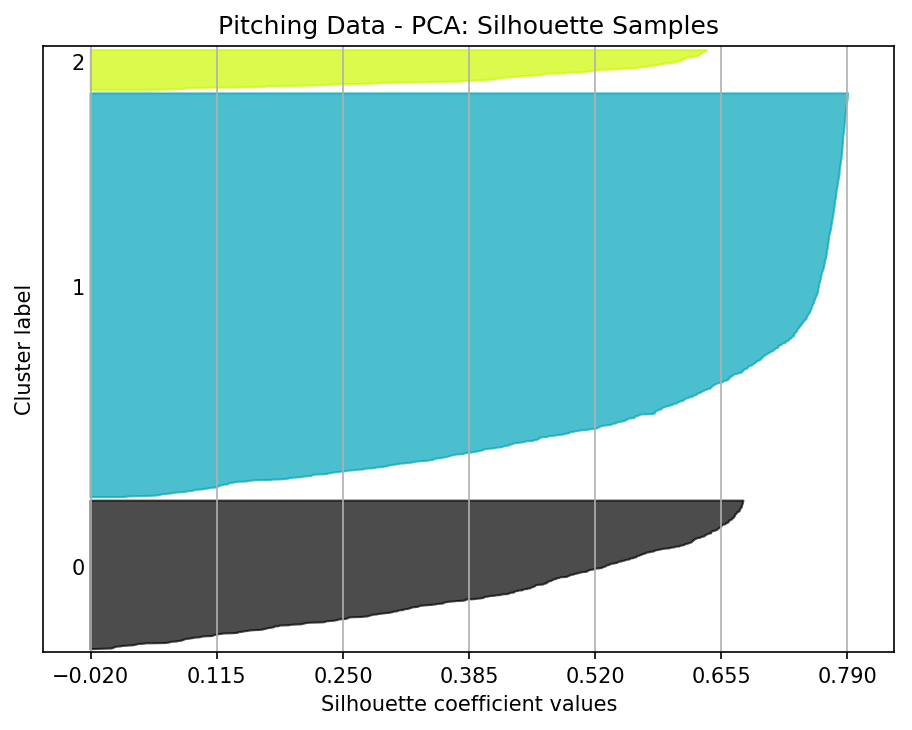 Pitching Data - PCA: Silhouette Samples
2
1
0
Cluster label
−0.020 0.115 0.250 0.385 0.520 0.655 0.790
Silhouette coefficient values